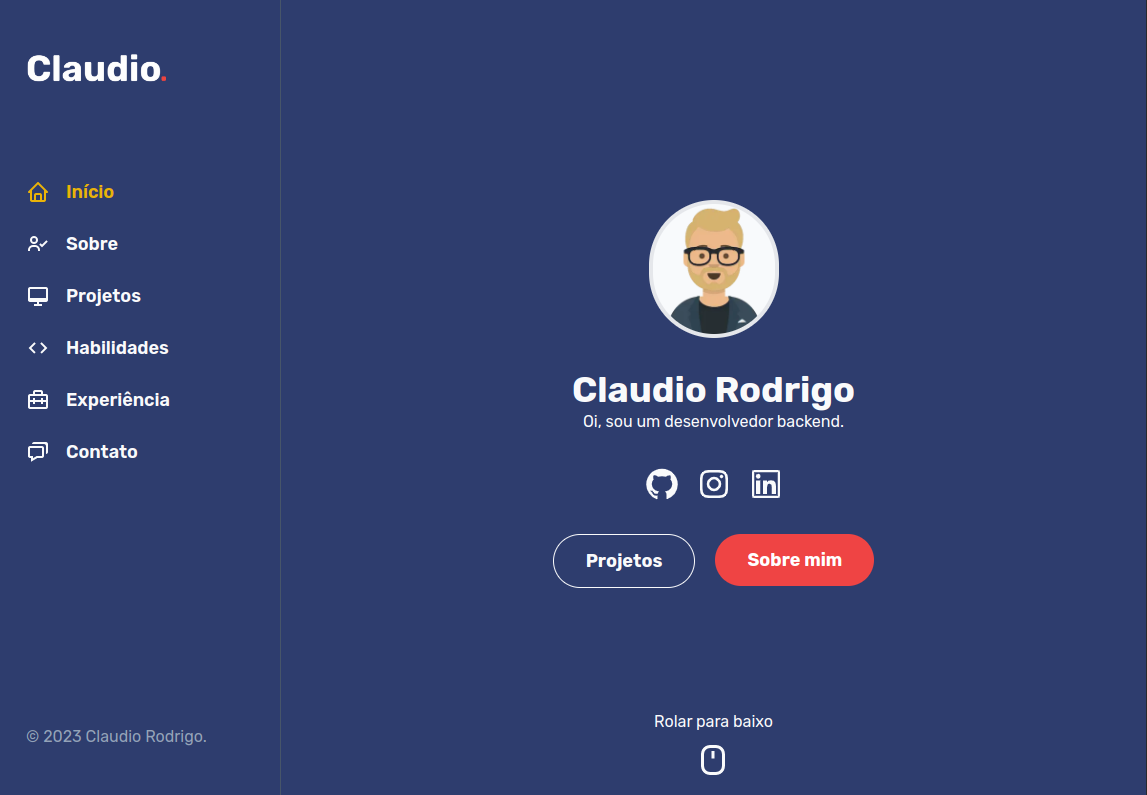 Claudio.
Início
Sobre
Projetos
Habilidades
Experiência
Contato
© 2023 Claudio Rodrigo.
Claudio Rodrigo
Oi, sou um desenvolvedor backend.
Projetos
Sobre mim
Rolar para baixo